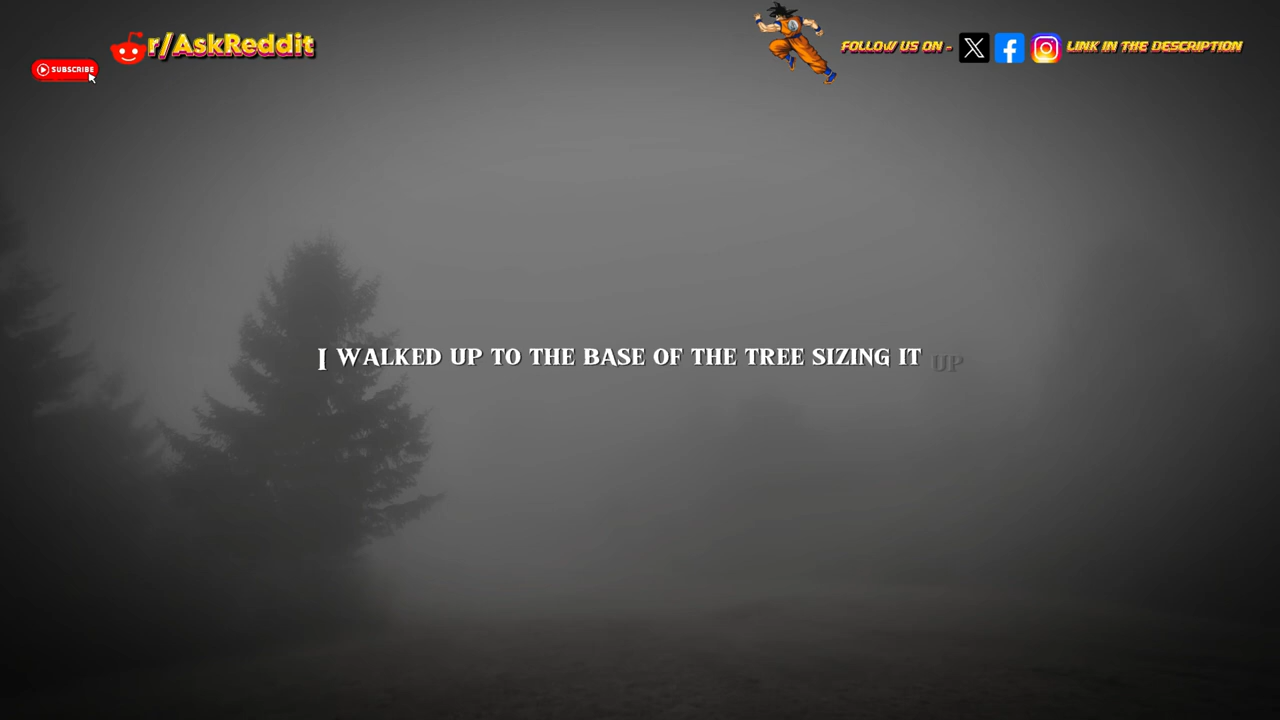 r/AskReddit
SUBSCRIBE
FOLLOW US ON -
LINK IN THE DESCRIPTION
I WALKED UP TO THE BASE OF THE TREE SIZING IT UP